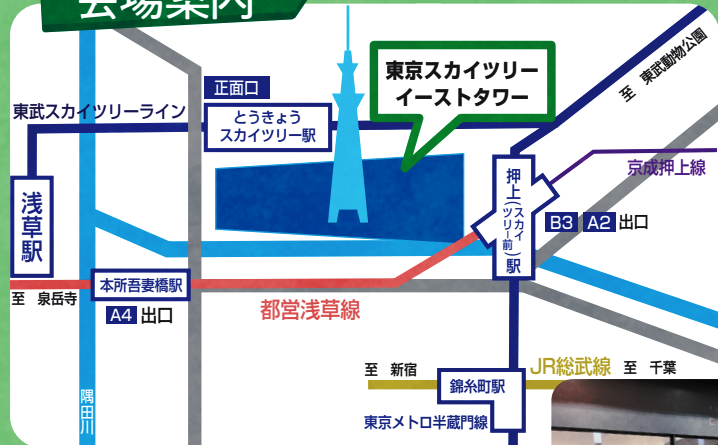 会場案内
東京スカイツリー
イーストタワー
至 東武動物公園
正面口
東武スカイツリーライン
とうきょう
スカイツリー駅
京成押上線
浅草駅
押上(スカイツリー前)駅
B3 A2 出口
本所吾妻橋駅
至 泉岳寺
A4 出口
都営浅草線
至 新宿
JR総武線 至 千葉
錦糸町駅
隅田川
東京メトロ半蔵門線